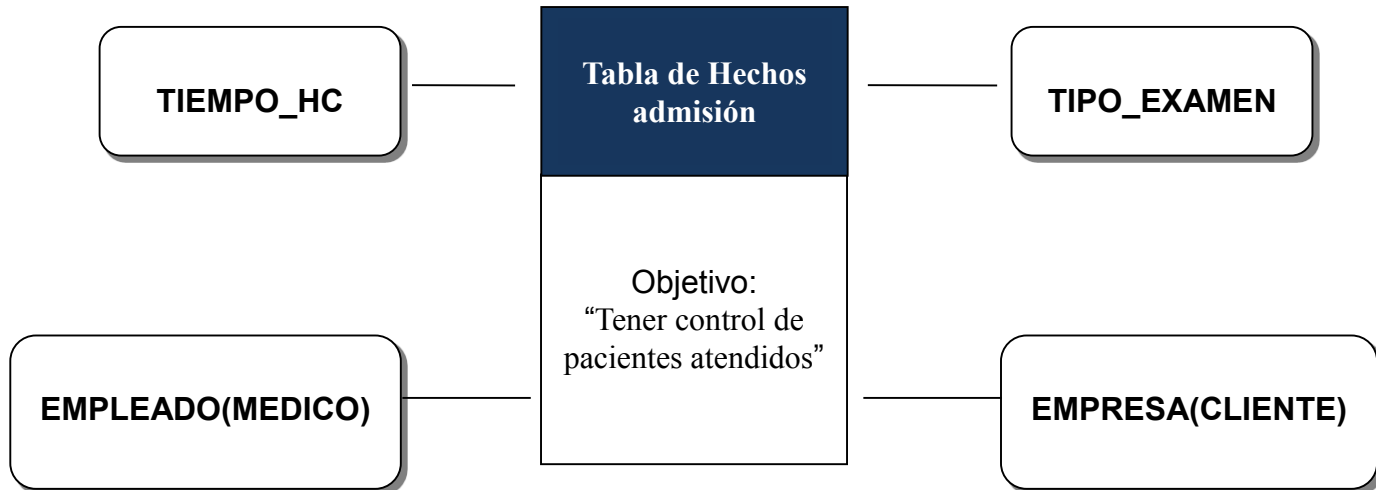 TIEMPO_HC
Tabla de Hechos
admisión
TIPO_EXAMEN
Objetivo:
“Tener control de
pacientes atendidos”
EMPLEADO(MEDICO)
EMPRESA(CLIENTE)